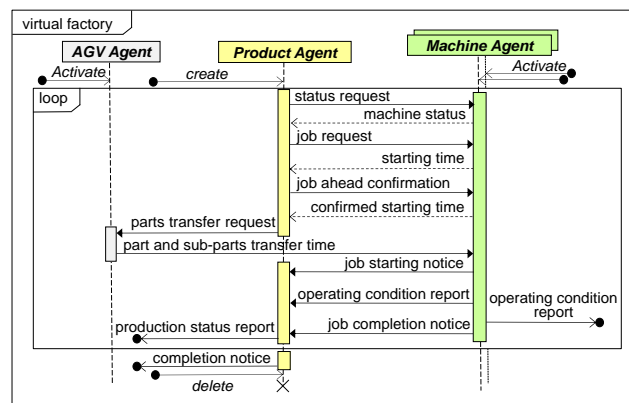 virtual factory
AGV Agent
Product Agent
Machine Agent
Activate
create
Activate
loop
status request
machine status
job request
starting time
job ahead confirmation
confirmed starting time
parts transfer request
part and sub-parts transfer time
job starting notice
operating condition report
operating condition
report
production status report
job completion notice
completion notice
delete